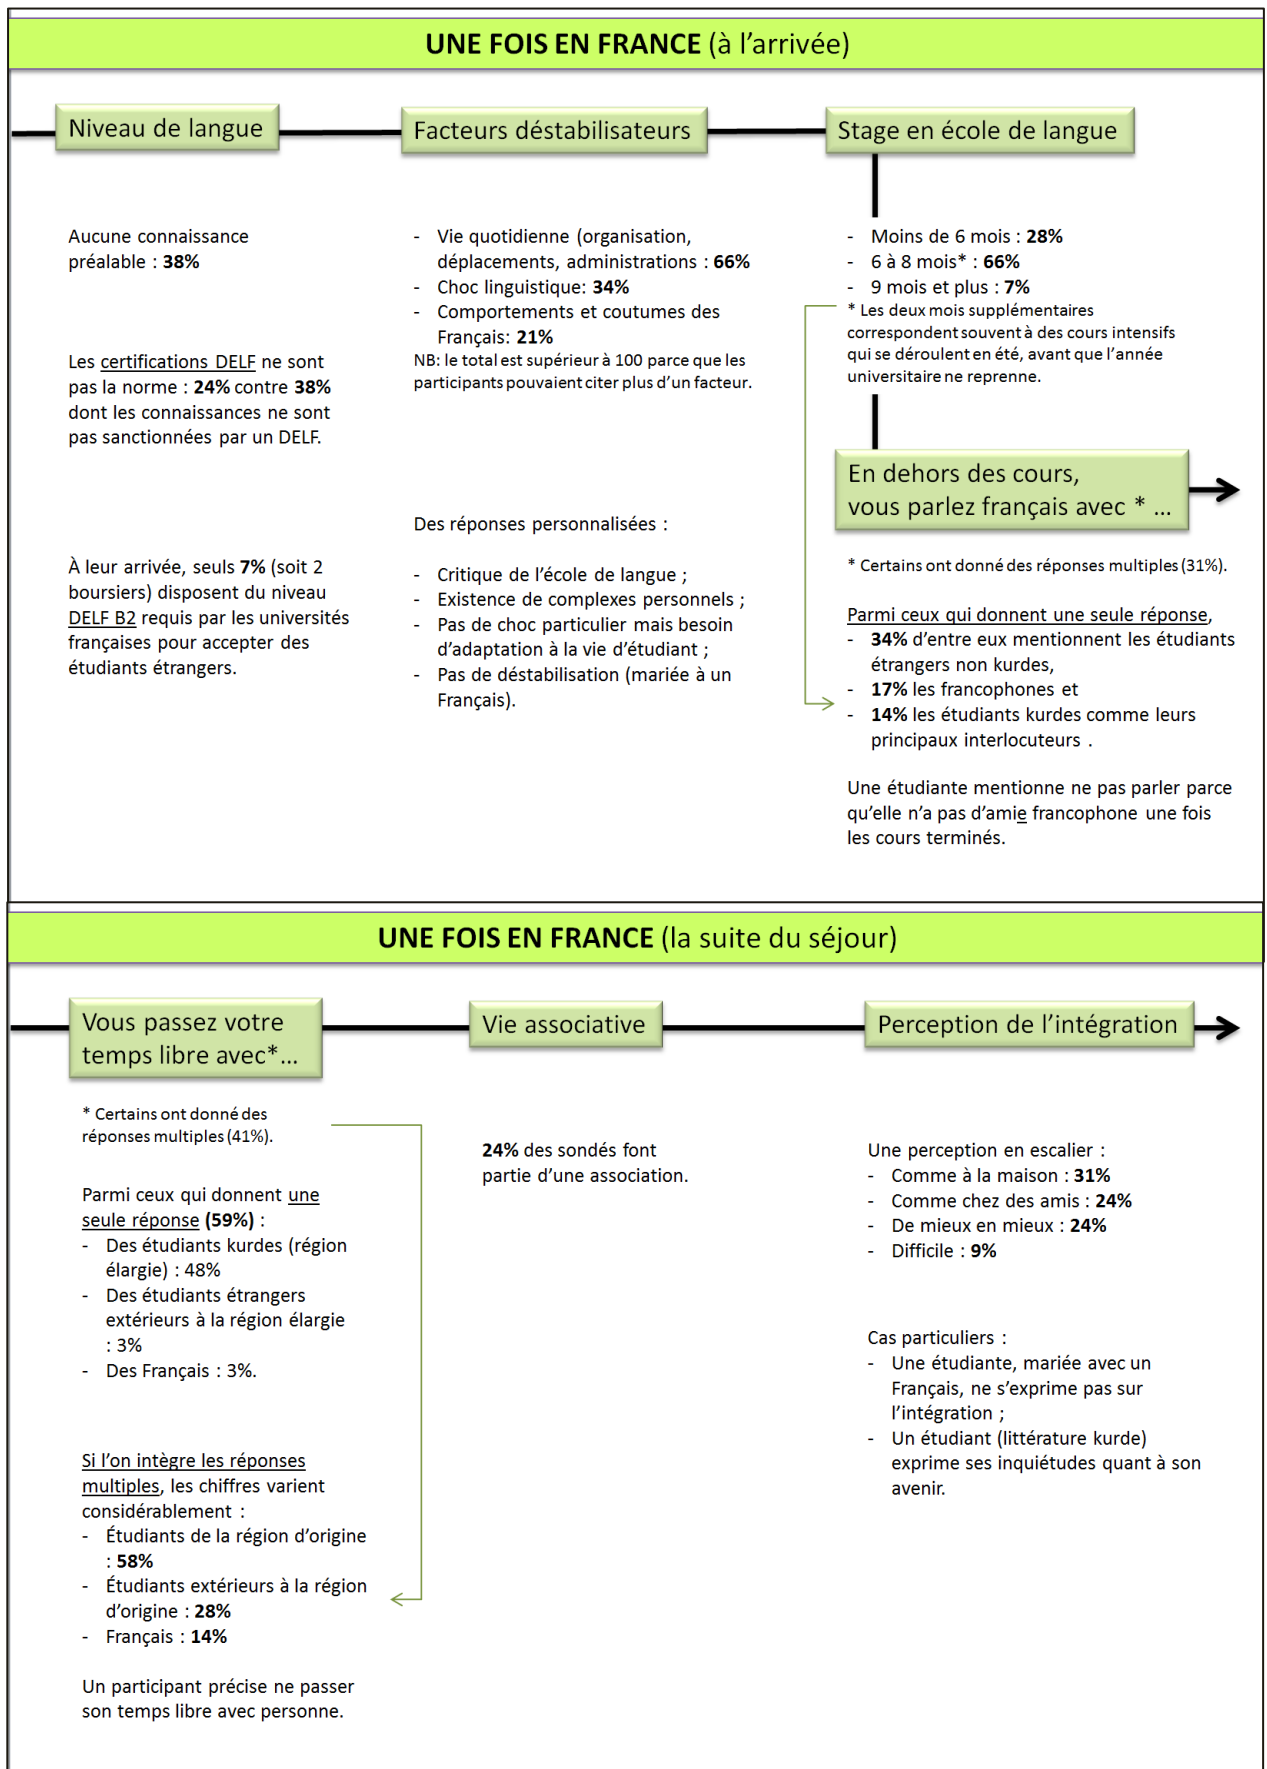 UNE FOIS EN FRANCE (à l’arrivée)
Niveau de langue
Aucune connaissance
préalable : 38%
Les certifications DELF ne sont
pas la norme : 24% contre 38%
dont les connaissances ne sont
pas sanctionnées par un DELF.
À leur arrivée, seuls 7% (soit 2
boursiers) disposent du niveau
DELF B2 requis par les universités
françaises pour accepter des
étudiants étrangers.
Facteurs déstabilisateurs
- Vie quotidienne (organisation,
déplacements, administrations : 66%
- Choc linguistique: 34%
- Comportements et coutumes des
Français: 21%
NB: le total est supérieur à 100 parce que les
participants pouvaient citer plus d’un facteur.
Des réponses personnalisées :
- Critique de l’école de langue ;
- Existence de complexes personnels ;
- Pas de choc particulier mais besoin
d’adaptation à la vie d’étudiant ;
- Pas de déstabilisation (mariée à un
Français).
Stage en école de langue
- Moins de 6 mois : 28%
- 6 à 8 mois* : 66%
- 9 mois et plus : 7%
* Les deux mois supplémentaires
correspondent souvent à des cours intensifs
qui se déroulent en été, avant que l’année
universitaire ne reprenne.
En dehors des cours,
vous parlez français avec * ...
* Certains ont donné des réponses multiples (31%).
Parmi ceux qui donnent une seule réponse,
- 34% d’entre eux mentionnent les étudiants
étrangers non kurdes,
- 17% les francophones et
- 14% les étudiants kurdes comme leurs
principaux interlocuteurs .
Une étudiante mentionne ne pas parler parce
qu’elle n’a pas d’amie francophone une fois
les cours terminés.
UNE FOIS EN FRANCE (la suite du séjour)
Vous passez votre
temps libre avec*...
* Certains ont donné des
réponses multiples (41%).
Parmi ceux qui donnent une
seule réponse (59%) :
- Des étudiants kurdes (région
élargie) : 48%
- Des étudiants étrangers
extérieurs à la région élargie
: 3%
- Des Français : 3%.
Si l’on intègre les réponses
multiples, les chiffres varient
considérablement :
- Étudiants de la région d’origine
: 58%
- Étudiants extérieurs à la région
d’origine : 28%
- Français : 14%
Un participant précise ne passer
son temps libre avec personne.
Vie associative
24% des sondés font
partie d’une association.
Perception de l’intégration
Une perception en escalier :
- Comme à la maison : 31%
- Comme chez des amis : 24%
- De mieux en mieux : 24%
- Difficile : 9%
Cas particuliers :
- Une étudiante, mariée avec un
Français, ne s’exprime pas sur
l’intégration ;
- Un étudiant (littérature kurde)
exprime ses inquiétudes quant à son
avenir.